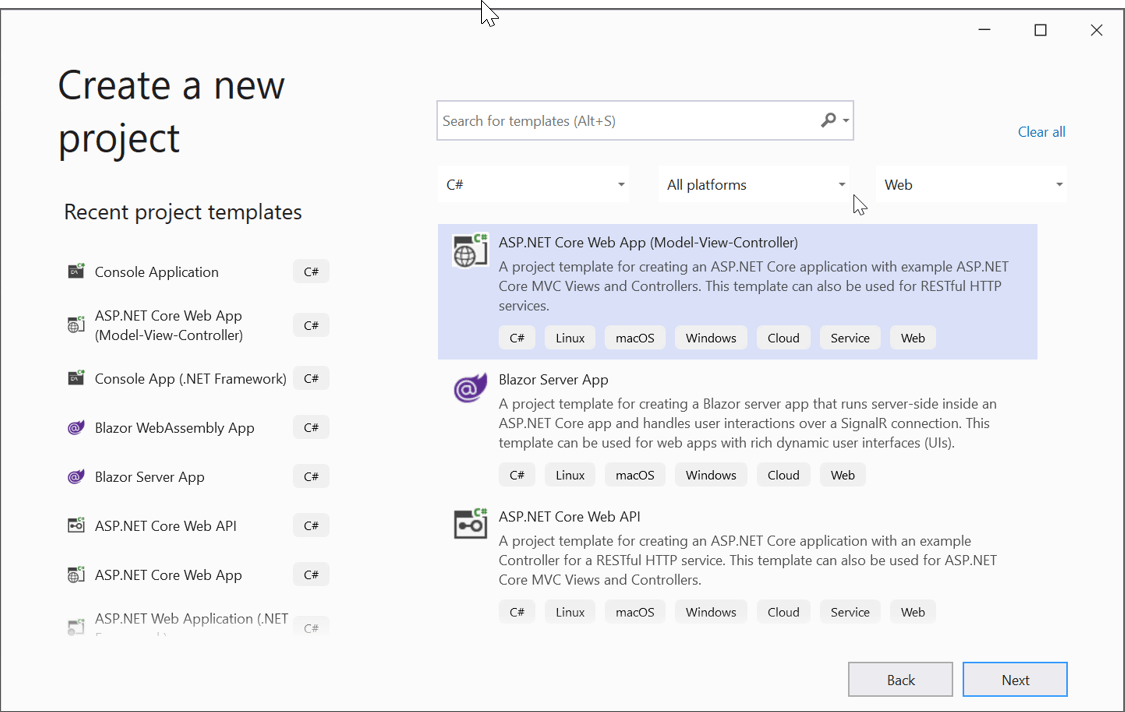 Create a new
project
Search for templates (Alt+S)
Clear all
C#
All platforms
Web
Recent project templates
Console Application
C#
ASP.NET Core Web App
(Model-View-Controller)
C#
Console App (.NET Framework)
C#
Blazor WebAssembly App
C#
Blazor Server App
C#
ASP.NET Core Web API
C#
ASP.NET Core Web App
C#
ASP.NET Web Application (.NET
C#
ASP.NET Core Web App (Model-View-Controller)
A project template for creating an ASP.NET Core application with example ASP.NET
Core MVC Views and Controllers. This template can also be used for RESTful HTTP
services.
C# Linux macOS Windows Cloud Service Web
Blazor Server App
A project template for creating a Blazor server app that runs server-side inside an
ASP.NET Core app and handles user interactions over a SignalR connection. This
template can be used for web apps with rich dynamic user interfaces (UIs).
C# Linux macOS Windows Cloud Web
ASP.NET Core Web API
A project template for creating an ASP.NET Core application with an example
Controller for a RESTful HTTP service. This template can also be used for ASP.NET
Core MVC Views and Controllers.
C# Linux macOS Windows Cloud Service Web
Back
Next